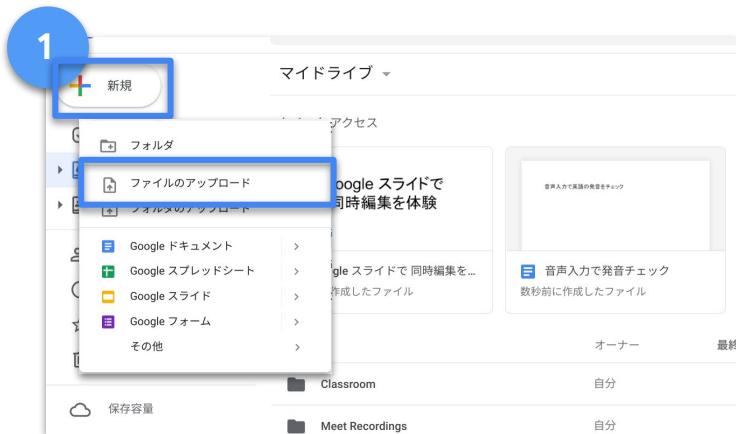 1
新規
マイドライブ
アクセス
フォルダ
ファイルのアップロード
フォルダのアップロード
Google ドキュメント
Google スプレッドシート
Google スライド
Google フォーム
その他
保存容量
oogle スライドで
同時編集を体験
gle スライドで 同時編集を...
作成したファイル
音声入力で英語の発音をチェック
音声入力で発音チェック
数秒前に作成したファイル
オーナー
最終
Classroom
自分
Meet Recordings
自分